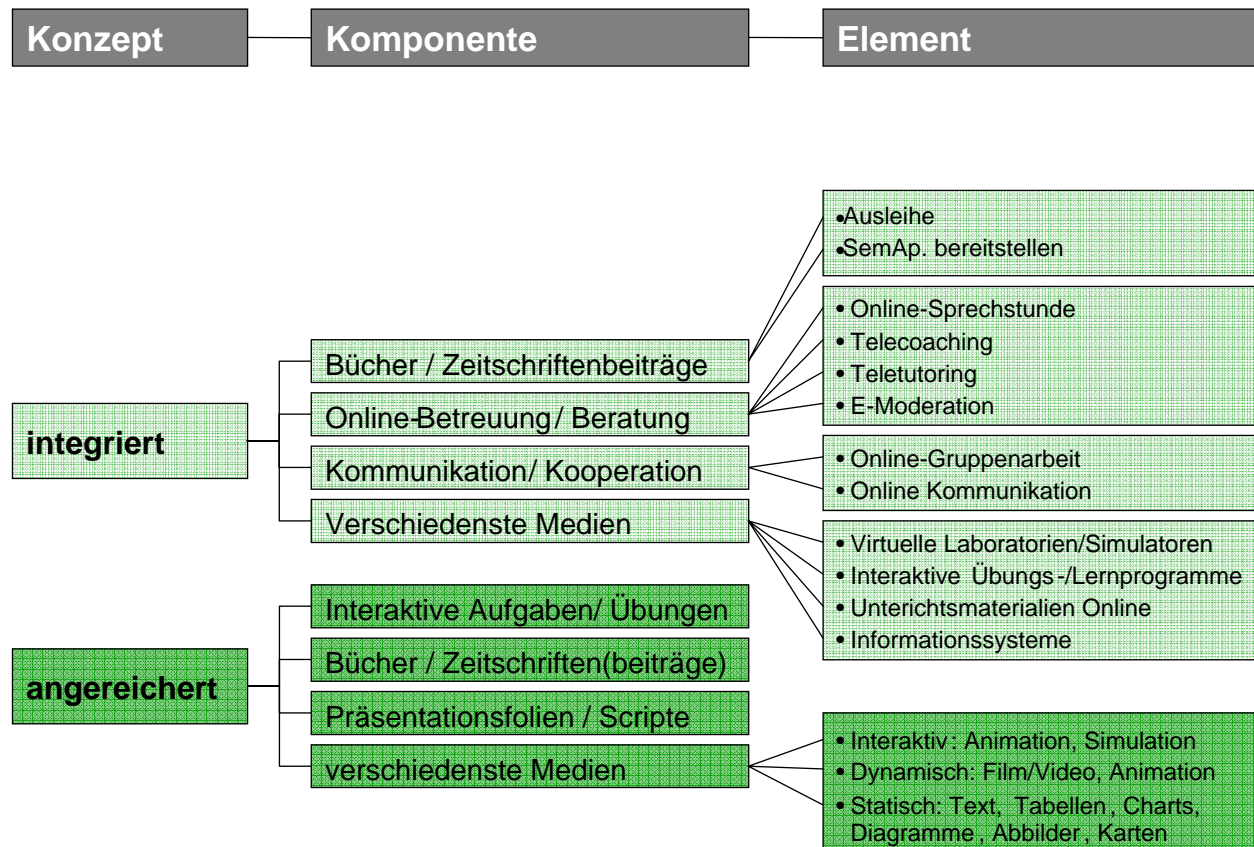 Konzept
Komponente
Element
•Ausleihe
•SemAp. bereitstellen
• Online-Sprechstunde
• Telecoaching
• Teletutoring
• E-Moderation
Bücher / Zeitschriftenbeiträge
Online-Betreuung/ Beratung
integriert
Kommunikation/ Kooperation
Verschiedenste Medien
• Online-Gruppenarbeit
• Online Kommunikation
• Virtuelle Laboratorien/Simulatoren
• Interaktive Übungs-/Lernprogramme
• Unterichtsmaterialien Online
• Informationssysteme
Interaktive Aufgaben/ Übungen
Bücher / Zeitschriften(beiträge)
angereichert
Präsentationsfolien / Scripte
verschiedenste Medien
• Interaktiv: Animation, Simulation
• Dynamisch: Film/Video, Animation
• Statisch: Text, Tabellen, Charts,
Diagramme, Abbilder, Karten